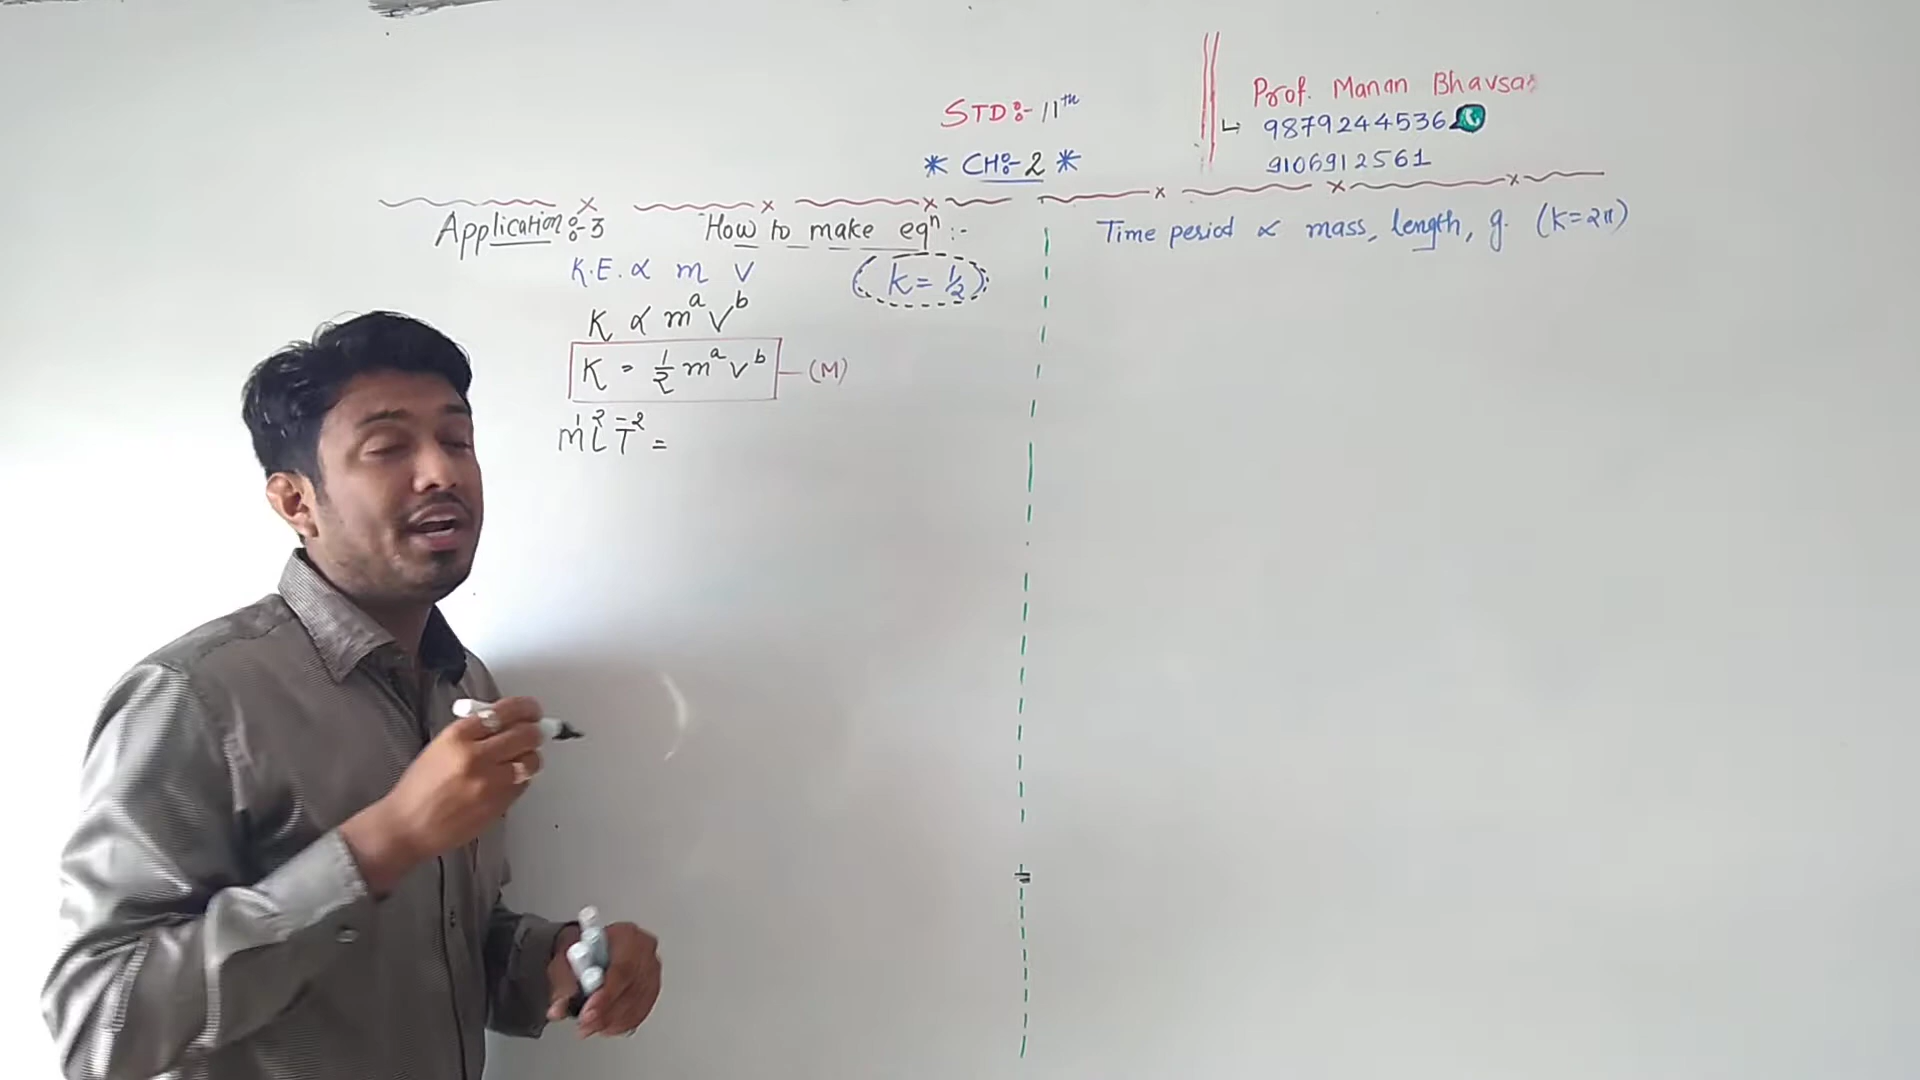 STD:- 11th
* CH:- 2 *
Prof. Manan Bhavsar
↳ 9879244536
9106912561
Application:-3 How to make eqn:-
K.E. ∝ m v (k = 1/2)
K ∝ m^a v^b
K = 1/2 m^a v^b —(M)
M^1 L^2 T^-2 =
Time period ∝ mass, length, g. (k=2π)